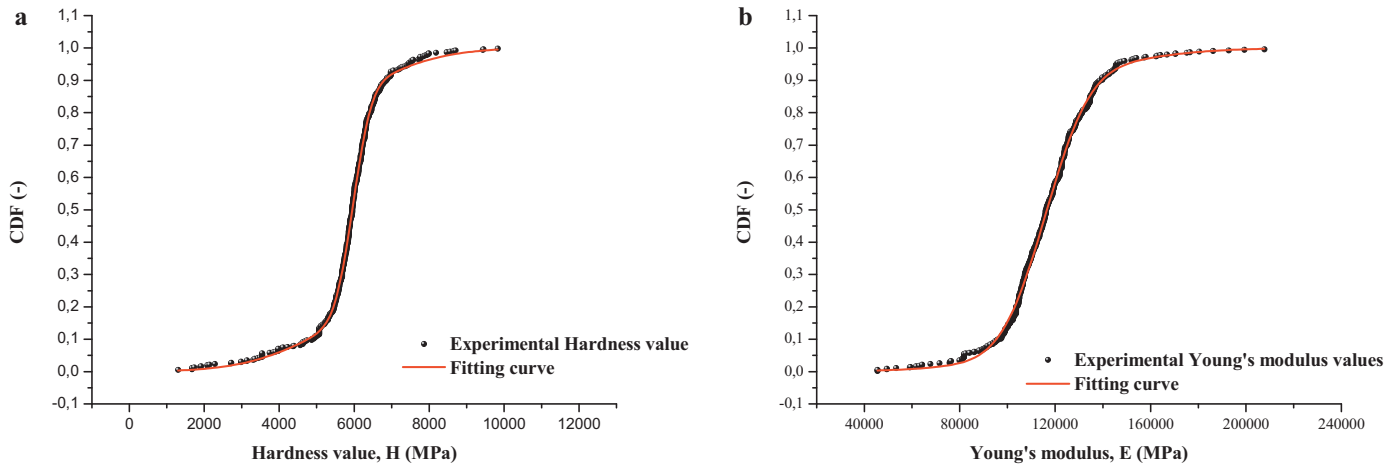 a
1,1
1,0
0,9
0,8
0,7
0,6
0,5
0,4
0,3
0,2
0,1
0,0
-0,1
CDF (-)
Experimental Hardness value
Fitting curve
0 2000 4000 6000 8000 10000 12000
Hardness value, H (MPa)
b
1,1
1,0
0,9
0,8
0,7
0,6
0,5
0,4
0,3
0,2
0,1
0,0
-0,1
CDF (-)
Experimental Young's modulus values
Fitting curve
40000 80000 120000 160000 200000 240000
Young's modulus, E (MPa)